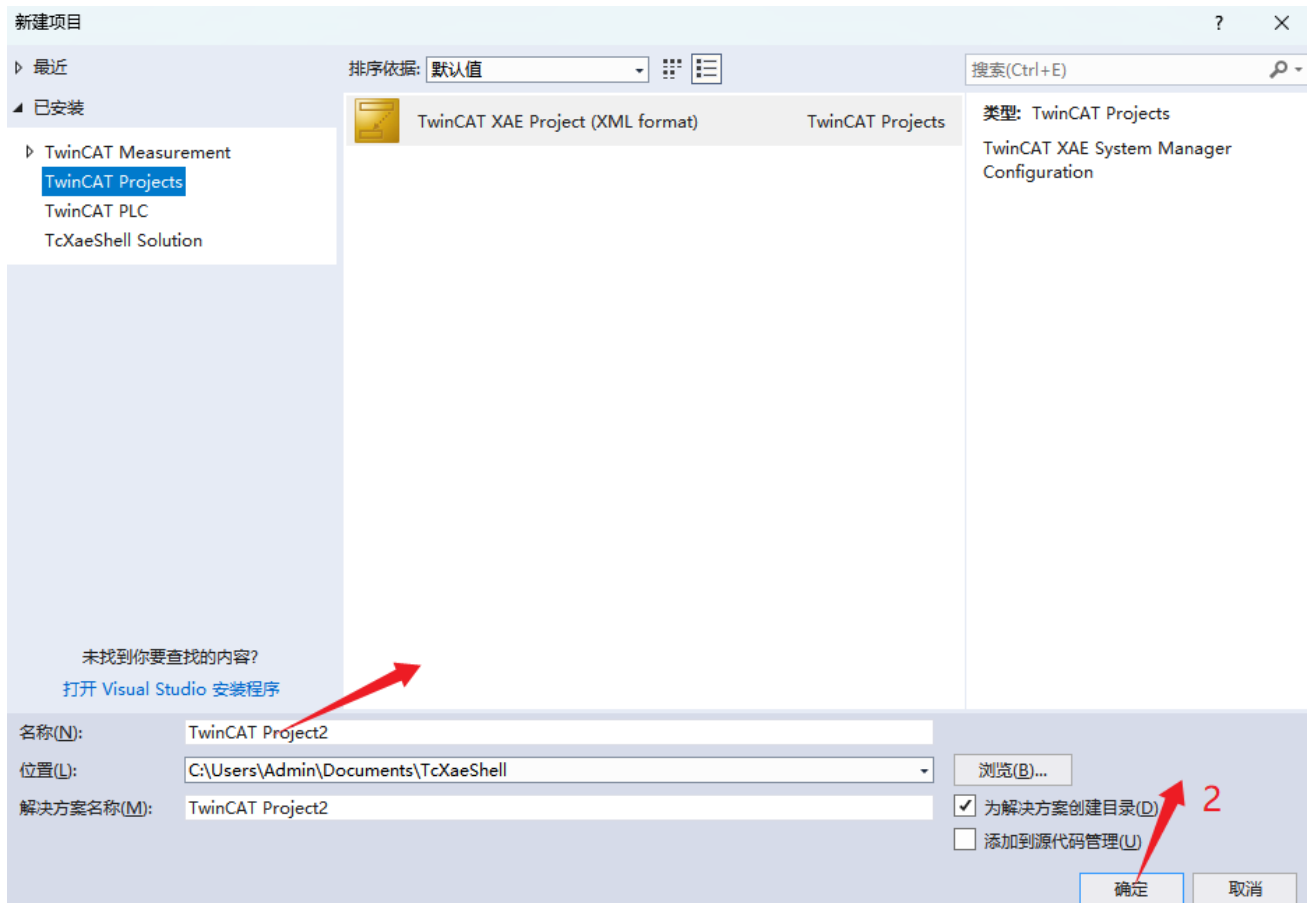 新建项目
?
最近
排序依据: 默认值
搜索(Ctrl+E)
已安装
TwinCAT Measurement
TwinCAT Projects
TwinCAT PLC
TcXaeShell Solution
TwinCAT XAE Project (XML format)
TwinCAT Projects
类型: TwinCAT Projects
TwinCAT XAE System Manager
Configuration
未找到你要查找的内容?
打开 Visual Studio 安装程序
名称(N): TwinCAT Project2
位置(L): C:\Users\Admin\Documents\TcXaeShell
浏览(B)...
解决方案名称(M): TwinCAT Project2
为解决方案创建目录(D)
2
添加到源代码管理(U)
确定
取消